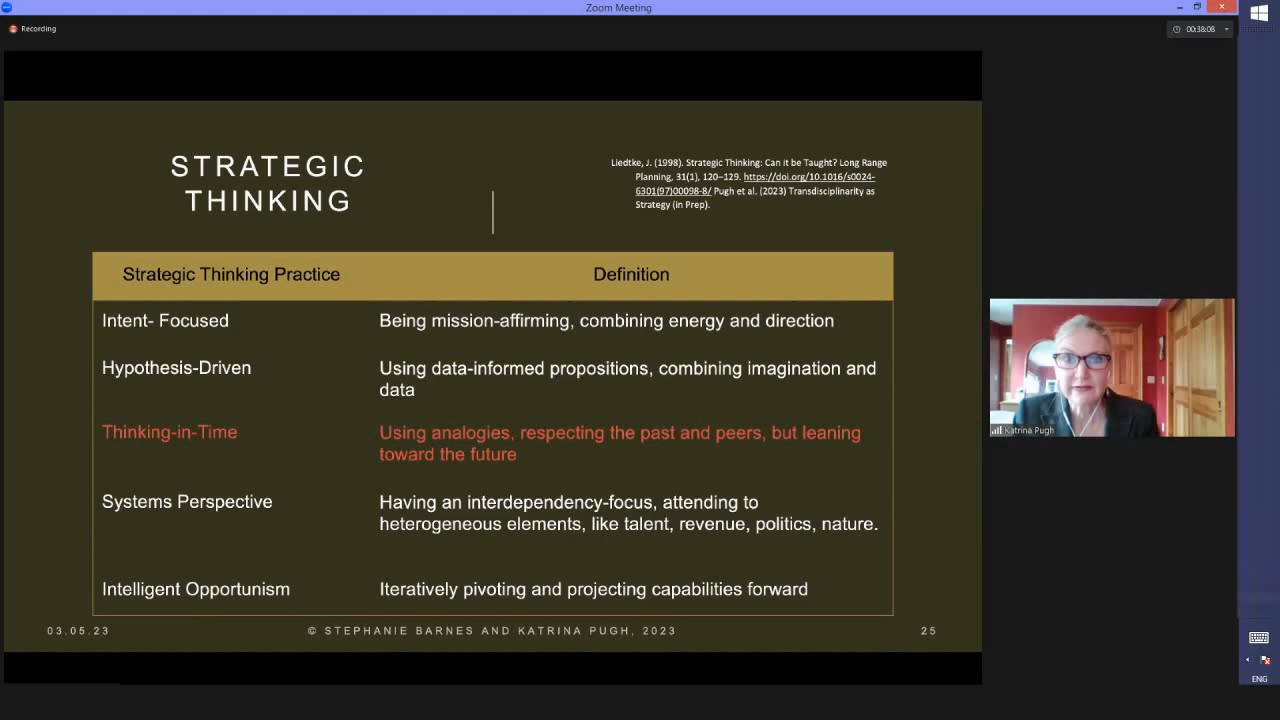 Zoom Meeting
Recording
00:38:08
STRATEGIC
THINKING
Liedtke, J. (1998). Strategic Thinking: Can it be Taught? Long Range
Planning, 31(1), 120–129. https://doi.org/10.1016/s0024-
6301(97)00098-8/ Pugh et al. (2023) Transdisciplinarity as
Strategy (in Prep).
Strategic Thinking Practice Definition
Intent- Focused Being mission-affirming, combining energy and direction
Hypothesis-Driven Using data-informed propositions, combining imagination and
data
Thinking-in-Time Using analogies, respecting the past and peers, but leaning
toward the future
Systems Perspective Having an interdependency-focus, attending to
heterogeneous elements, like talent, revenue, politics, nature.
Intelligent Opportunism Iteratively pivoting and projecting capabilities forward
03.05.23 © STEPHANIE BARNES AND KATRINA PUGH, 2023 25
Katrina Pugh
ENG